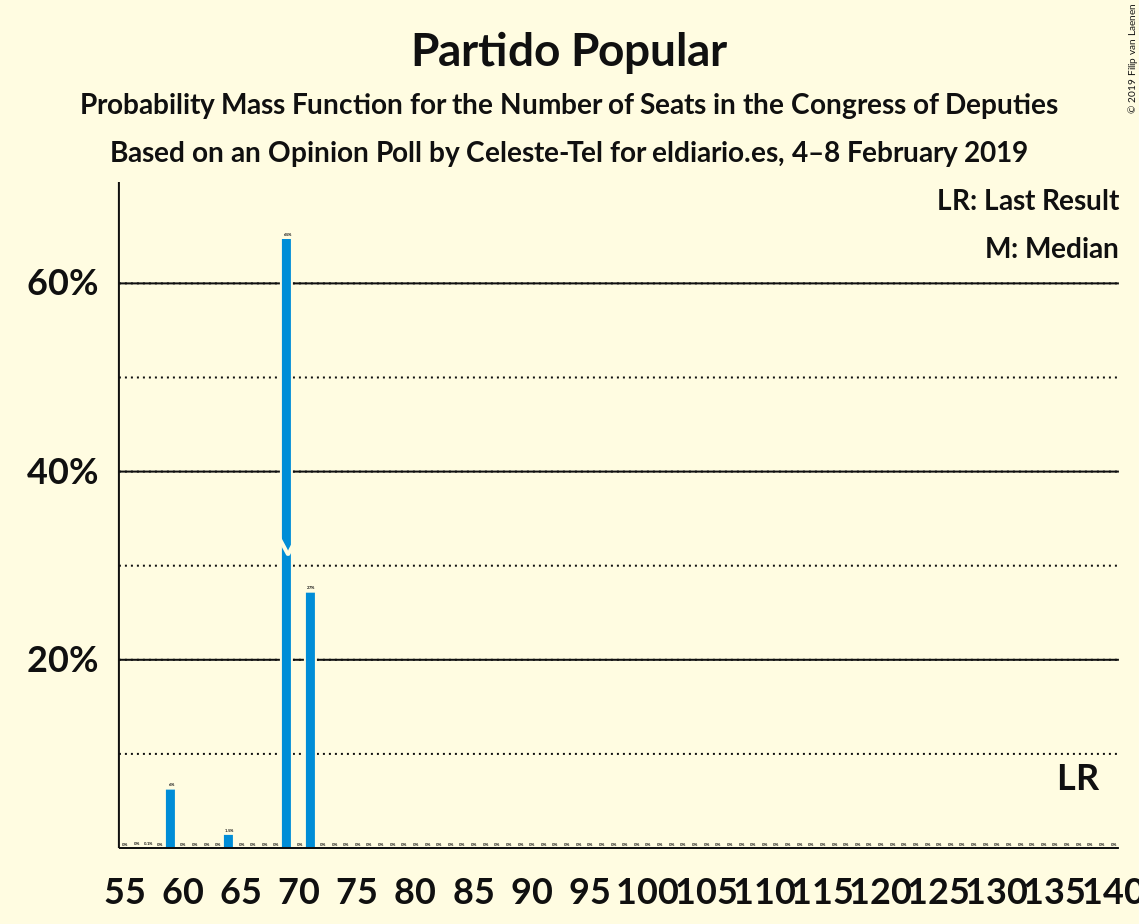 Partido Popular
Probability Mass Function for the Number of Seats in the Congress of Deputies
Based on an Opinion Poll by Celeste-Tel for eldiario.es, 4–8 February 2019
© 2019 Filip van Laenen
LR: Last Result
M: Median
60%
40%
20%
LR
55 60 65 70 75 80 85 90 95 100 105 110 115 120 125 130 135 140